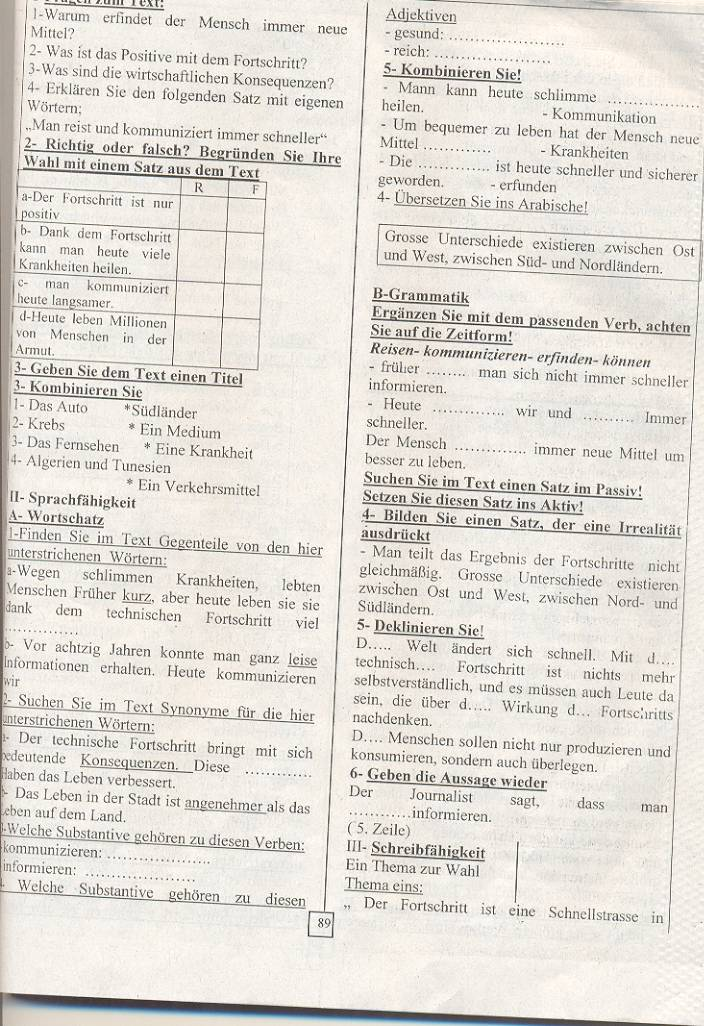 Fragen zum Text:
1-Warum erfindet der Mensch immer neue
Mittel?
2- Was ist das Positive mit dem Fortschritt?
3-Was sind die wirtschaftlichen Konsequenzen?
4- Erklären Sie den folgenden Satz mit eigenen
Wörtern;
„Man reist und kommuniziert immer schneller“
2- Richtig oder falsch? Begründen Sie Ihre
Wahl mit einem Satz aus dem Text
R F
a-Der Fortschritt ist nur
positiv
b- Dank dem Fortschritt
kann man heute viele
Krankheiten heilen.
c- man kommuniziert
heute langsamer.
d-Heute leben Millionen
von Menschen in der
Armut.
3- Geben Sie dem Text einen Titel
3- Kombinieren Sie
1- Das Auto *Südländer
2- Krebs * Ein Medium
3- Das Fernsehen * Eine Krankheit
4- Algerien und Tunesien
* Ein Verkehrsmittel
II- Sprachfähigkeit
A- Wortschatz
1-Finden Sie im Text Gegenteile von den hier
unterstrichenen Wörtern:
a-Wegen schlimmen Krankheiten, lebten
Menschen Früher kurz, aber heute leben sie sie
dank dem technischen Fortschritt viel
...............
b- Vor achtzig Jahren konnte man ganz leise
Informationen erhalten. Heute kommunizieren
wir
2- Suchen Sie im Text Synonyme für die hier
unterstrichenen Wörtern:
a- Der technische Fortschritt bringt mit sich
bedeutende Konsequenzen. Diese .............
Haben das Leben verbessert.
Das Leben in der Stadt ist angenehmer als das
Leben auf dem Land.
-Welche Substantive gehören zu diesen Verben:
kommunizieren: .....................
informieren: .....................
Welche Substantive gehören zu diesen
Adjektiven
- gesund: .......................
- reich: .......................
5- Kombinieren Sie!
- Mann kann heute schlimme ..................
heilen. - Kommunikation
- Um bequemer zu leben hat der Mensch neue
Mittel ............. - Krankheiten
- Die .............. ist heute schneller und sicherer
geworden. - erfunden
4- Übersetzen Sie ins Arabische!
Grosse Unterschiede existieren zwischen Ost
und West, zwischen Süd- und Nordländern.
B-Grammatik
Ergänzen Sie mit dem passenden Verb, achten
Sie auf die Zeitform!
Reisen- kommunizieren- erfinden- können
- früher ........ man sich nicht immer schneller
informieren.
- Heute .............. wir und .......... Immer
schneller.
Der Mensch .............. immer neue Mittel um
besser zu leben.
Suchen Sie im Text einen Satz im Passiv!
Setzen Sie diesen Satz ins Aktiv!
4- Bilden Sie einen Satz, der eine Irrealität
ausdrückt
- Man teilt das Ergebnis der Fortschritte nicht
gleichmäßig. Grosse Unterschiede existieren
zwischen Ost und West, zwischen Nord- und
Südländern.
5- Deklinieren Sie!
D..... Welt ändert sich schnell. Mit d....
technisch.... Fortschritt ist nichts mehr
selbstverständlich, und es müssen auch Leute da
sein, die über d..... Wirkung d... Fortschritts
nachdenken.
D.... Menschen sollen nicht nur produzieren und
konsumieren, sondern auch überlegen.
6- Geben die Aussage wieder
Der Journalist sagt, dass man
.............informieren.
( 5. Zeile)
III- Schreibfähigkeit
Ein Thema zur Wahl
Thema eins:
„ Der Fortschritt ist eine Schnellstrasse in
89